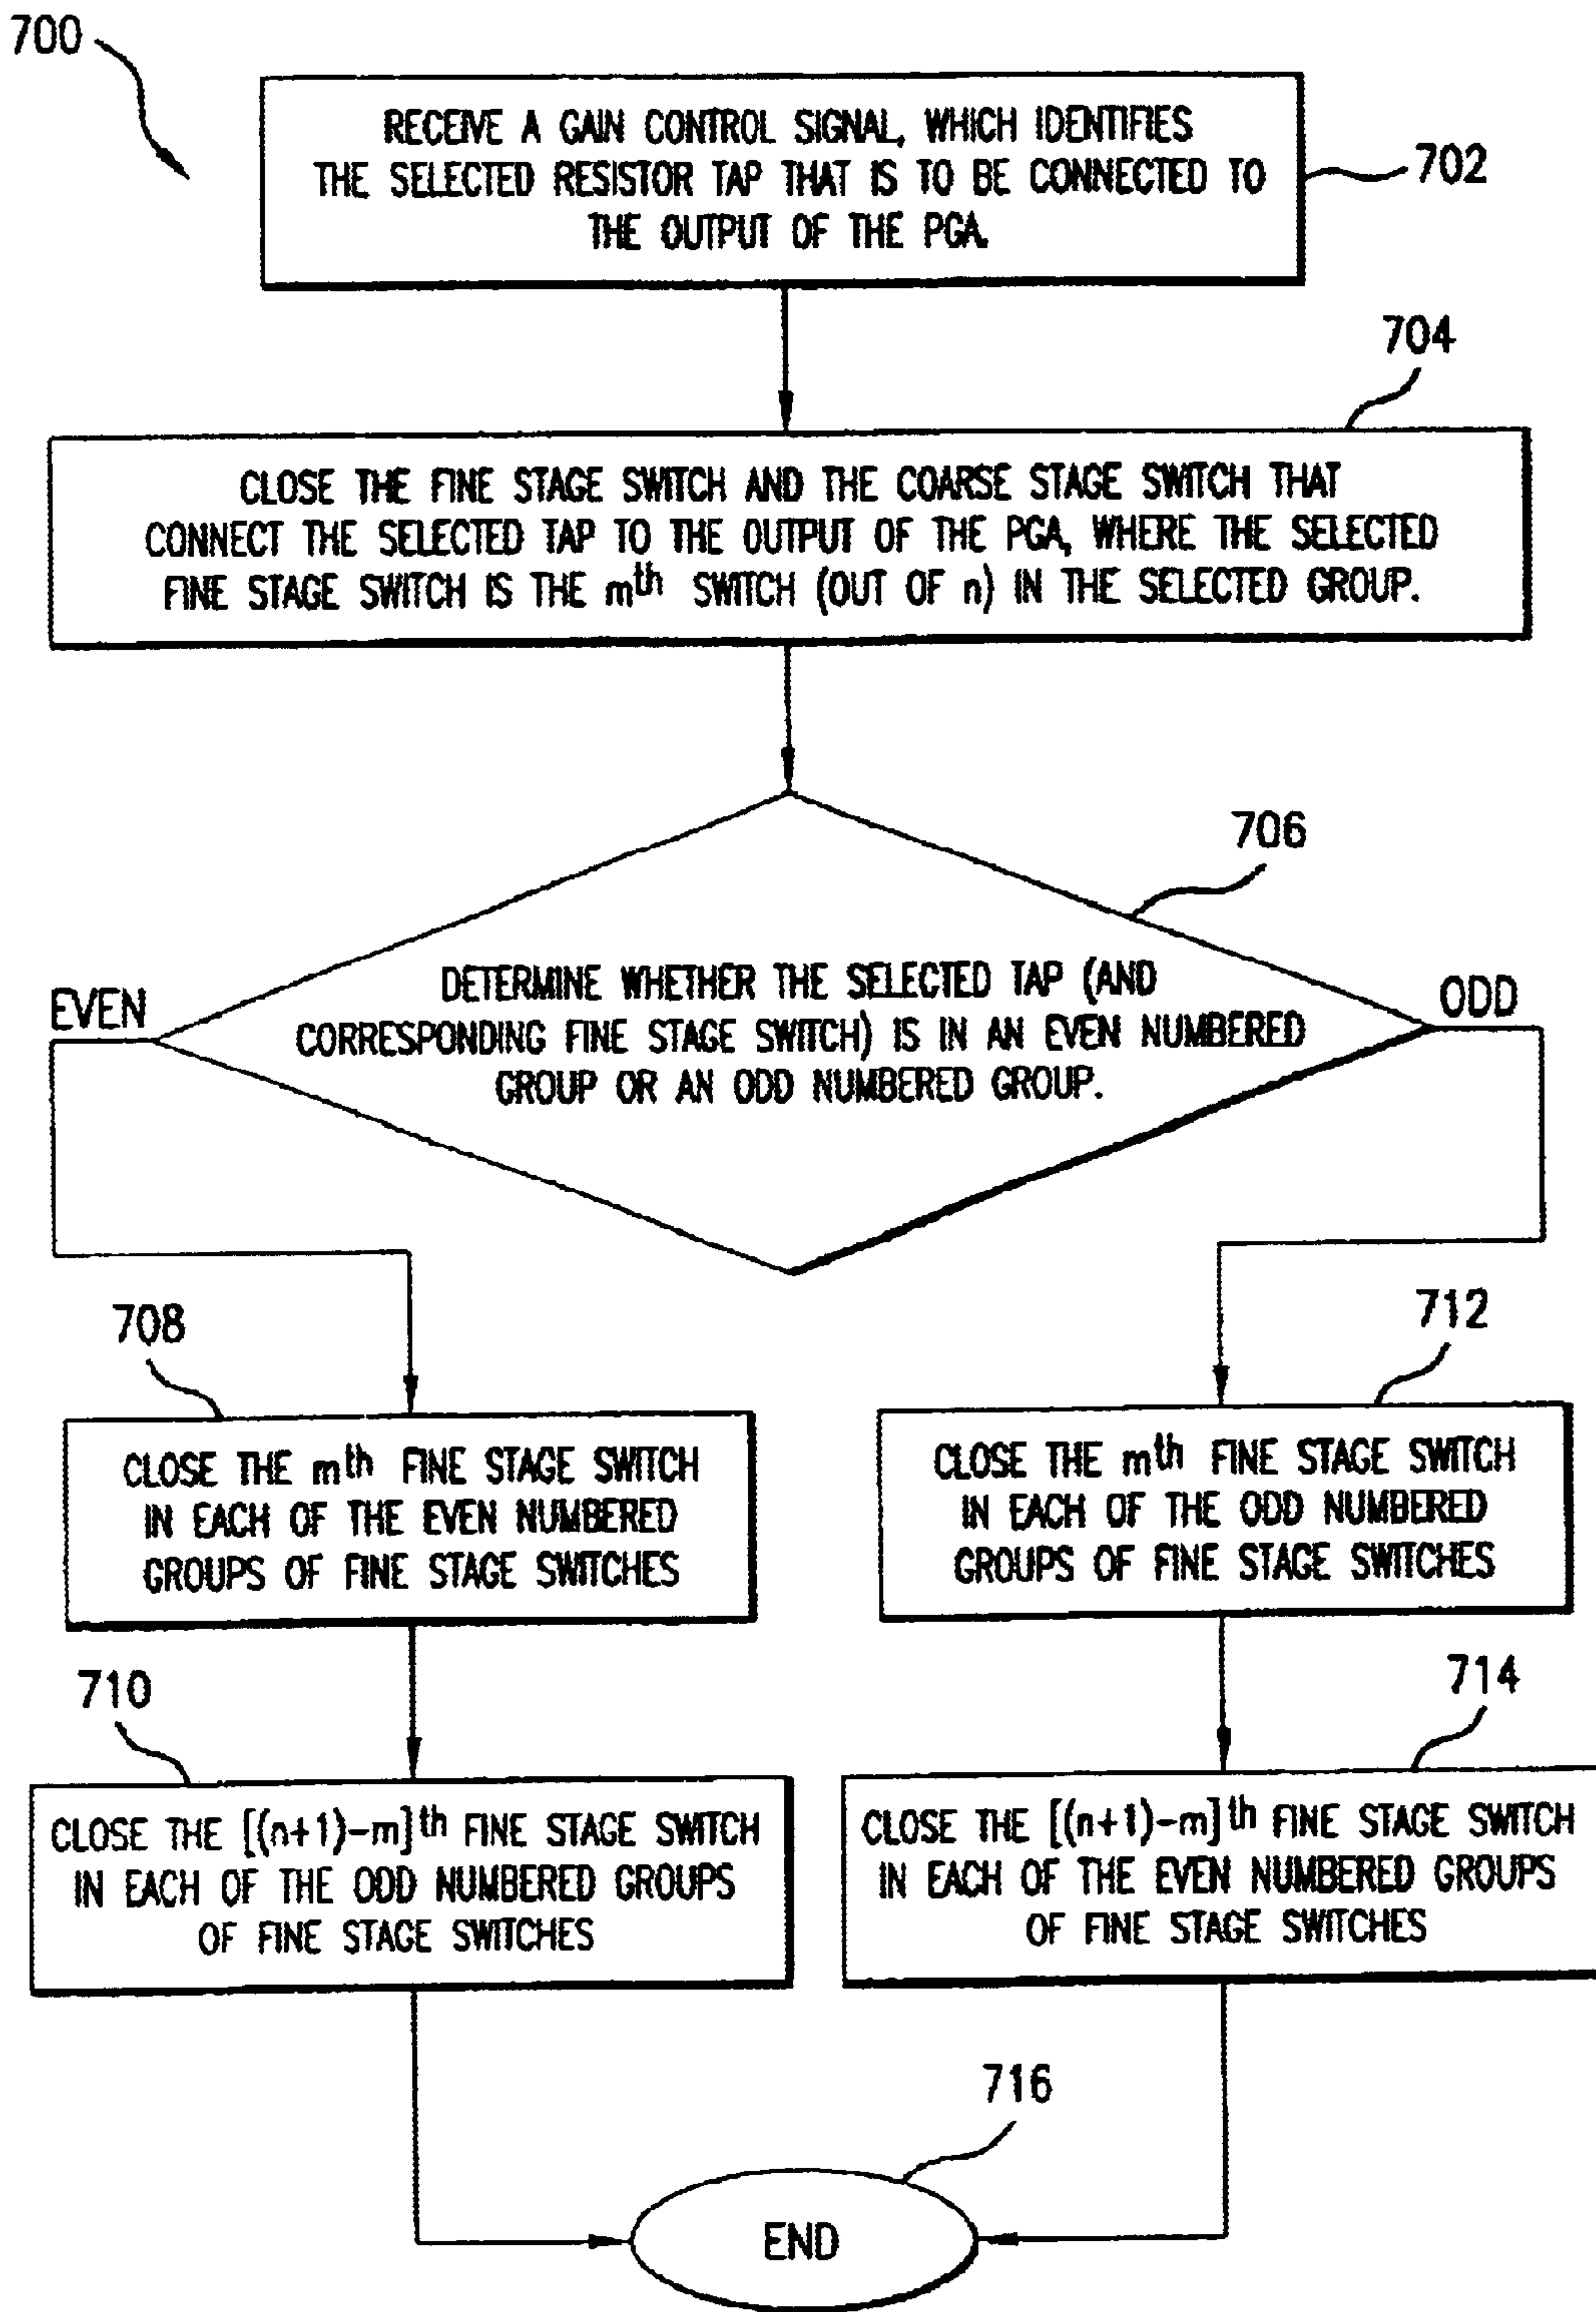 700
RECEIVE A GAIN CONTROL SIGNAL, WHICH IDENTIFIES
THE SELECTED RESISTOR TAP THAT IS TO BE CONNECTED TO
THE OUTPUT OF THE PGA.
702
704
CLOSE THE FINE STAGE SWITCH AND THE COARSE STAGE SWITCH THAT
CONNECT THE SELECTED TAP TO THE OUTPUT OF THE PGA, WHERE THE SELECTED
FINE STAGE SWITCH IS THE mth SWITCH (OUT OF n) IN THE SELECTED GROUP.
706
DETERMINE WHETHER THE SELECTED TAP (AND
CORRESPONDING FINE STAGE SWITCH) IS IN AN EVEN NUMBERED
GROUP OR AN ODD NUMBERED GROUP.
EVEN
ODD
708
CLOSE THE mth FINE STAGE SWITCH
IN EACH OF THE EVEN NUMBERED
GROUPS OF FINE STAGE SWITCHES
712
CLOSE THE mth FINE STAGE SWITCH
IN EACH OF THE ODD NUMBERED
GROUPS OF FINE STAGE SWITCHES
710
CLOSE THE [(n+1)-m]th FINE STAGE SWITCH
IN EACH OF THE ODD NUMBERED GROUPS
OF FINE STAGE SWITCHES
714
CLOSE THE [(n+1)-m]th FINE STAGE SWITCH
IN EACH OF THE EVEN NUMBERED GROUPS
OF FINE STAGE SWITCHES
716
END